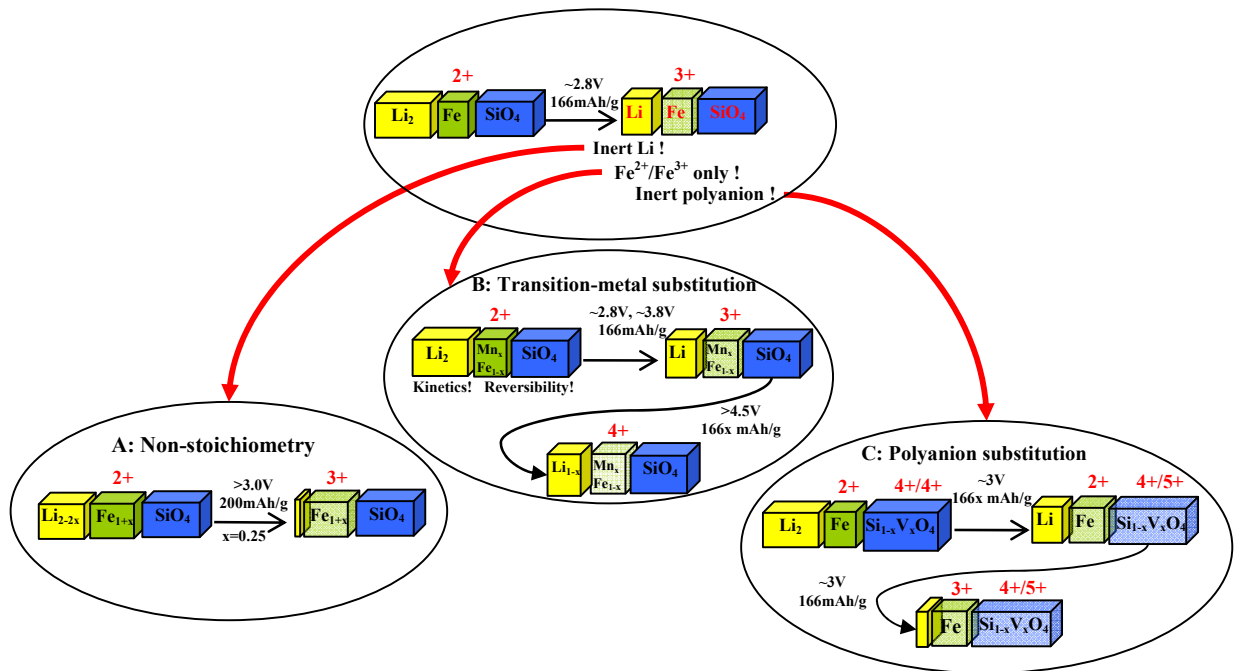 2+
~2.8V
166mAh/g
3+
Li₂ Fe SiO₄
Li Fe SiO₄
Inert Li !
Fe²⁺/Fe³⁺ only !
Inert polyanion !
B: Transition-metal substitution
2+
~2.8V, ~3.8V
166mAh/g
3+
Li₂ Mnₓ Fe₁₋ₓ SiO₄
Li Mnₓ Fe₁₋ₓ SiO₄
Kinetics! Reversibility!
>4.5V
166x mAh/g
4+
Li₁₋ₓ Mnₓ Fe₁₋ₓ SiO₄
A: Non-stoichiometry
2+
>3.0V
200mAh/g
3+
Li₂₋₂ₓ Fe₁₊ₓ SiO₄
x=0.25
Fe₁₊ₓ SiO₄
C: Polyanion substitution
2+ 4+/4+
~3V
166x mAh/g
2+ 4+/5+
Li₂ Fe Si₁₋ₓVₓO₄
Li Fe Si₁₋ₓVₓO₄
~3V
166mAh/g
3+ 4+/5+
Fe Si₁₋ₓVₓO₄